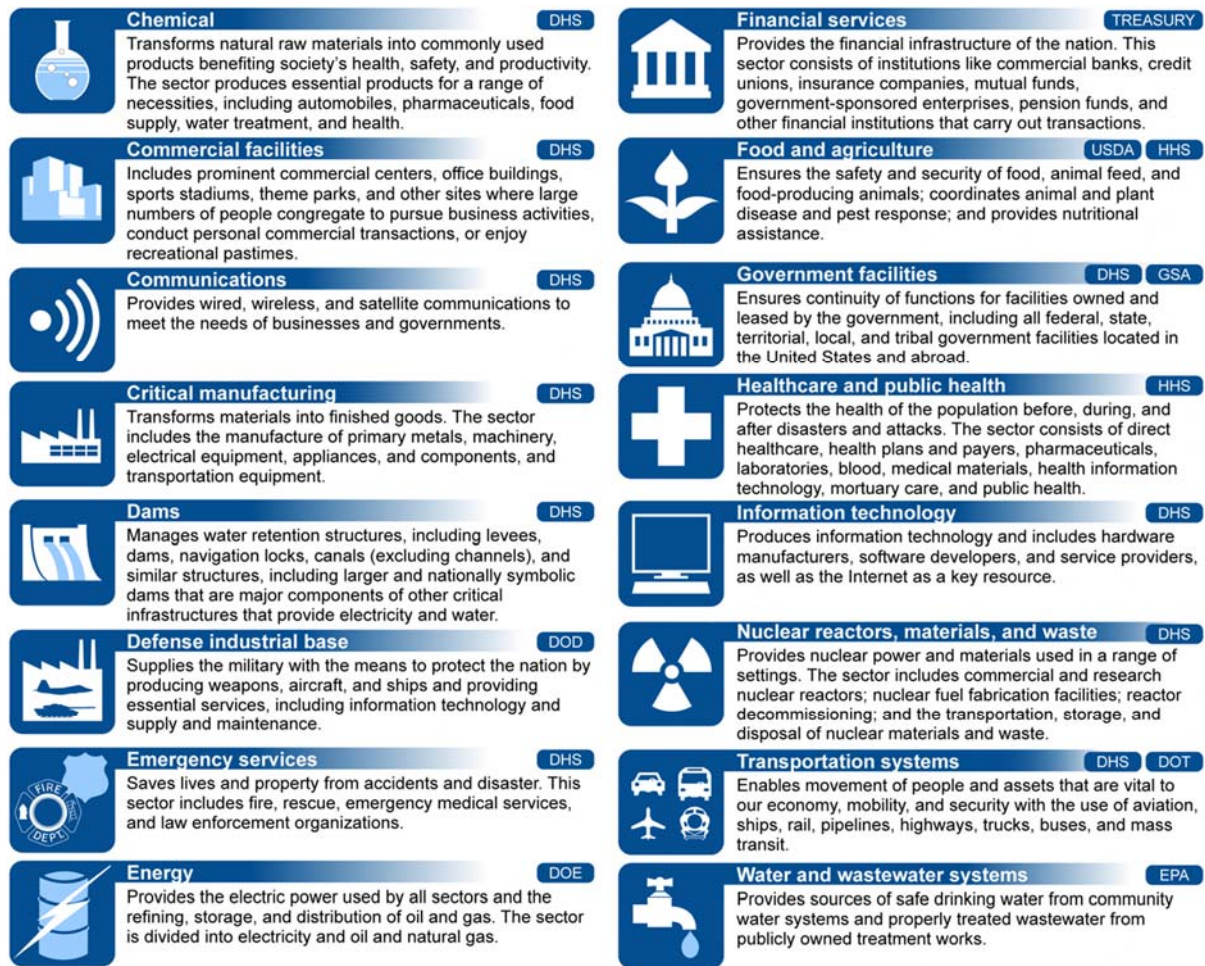 Chemical DHS
Transforms natural raw materials into commonly used
products benefiting society's health, safety, and productivity.
The sector produces essential products for a range of
necessities, including automobiles, pharmaceuticals, food
supply, water treatment, and health.
Commercial facilities DHS
Includes prominent commercial centers, office buildings,
sports stadiums, theme parks, and other sites where large
numbers of people congregate to pursue business activities,
conduct personal commercial transactions, or enjoy
recreational pastimes.
Communications DHS
Provides wired, wireless, and satellite communications to
meet the needs of businesses and governments.
Critical manufacturing DHS
Transforms materials into finished goods. The sector
includes the manufacture of primary metals, machinery,
electrical equipment, appliances, and components, and
transportation equipment.
Dams DHS
Manages water retention structures, including levees,
dams, navigation locks, canals (excluding channels), and
similar structures, including larger and nationally symbolic
dams that are major components of other critical
infrastructures that provide electricity and water.
Defense industrial base DOD
Supplies the military with the means to protect the nation by
producing weapons, aircraft, and ships and providing
essential services, including information technology and
supply and maintenance.
Emergency services DHS
FIRE
DEPT.
Saves lives and property from accidents and disaster. This
sector includes fire, rescue, emergency medical services,
and law enforcement organizations.
Energy DOE
Provides the electric power used by all sectors and the
refining, storage, and distribution of oil and gas. The sector
is divided into electricity and oil and natural gas.
Financial services TREASURY
Provides the financial infrastructure of the nation. This
sector consists of institutions like commercial banks, credit
unions, insurance companies, mutual funds,
government-sponsored enterprises, pension funds, and
other financial institutions that carry out transactions.
Food and agriculture USDA HHS
Ensures the safety and security of food, animal feed, and
food-producing animals; coordinates animal and plant
disease and pest response; and provides nutritional
assistance.
Government facilities DHS GSA
Ensures continuity of functions for facilities owned and
leased by the government, including all federal, state,
territorial, local, and tribal government facilities located in
the United States and abroad.
Healthcare and public health HHS
Protects the health of the population before, during, and
after disasters and attacks. The sector consists of direct
healthcare, health plans and payers, pharmaceuticals,
laboratories, blood, medical materials, health information
technology, mortuary care, and public health.
Information technology DHS
Produces information technology and includes hardware
manufacturers, software developers, and service providers,
as well as the Internet as a key resource.
Nuclear reactors, materials, and waste DHS
Provides nuclear power and materials used in a range of
settings. The sector includes commercial and research
nuclear reactors; nuclear fuel fabrication facilities; reactor
decommissioning; and the transportation, storage, and
disposal of nuclear materials and waste.
Transportation systems DHS DOT
Enables movement of people and assets that are vital to
our economy, mobility, and security with the use of aviation,
ships, rail, pipelines, highways, trucks, buses, and mass
transit.
Water and wastewater systems EPA
Provides sources of safe drinking water from community
water systems and properly treated wastewater from
publicly owned treatment works.